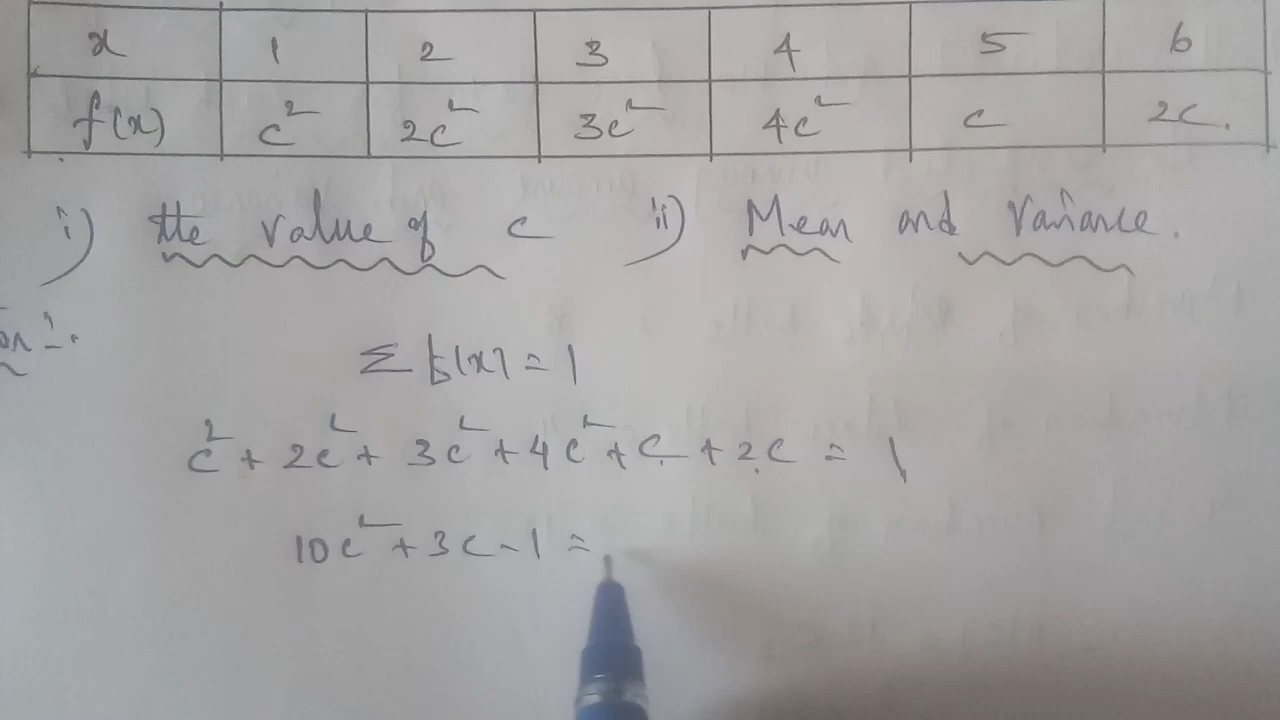 x 1 2 3 4 5 6
f(x) c² 2c² 3c² 4c² c 2c.
i) the value of c ii) Mean and Variance.
on :-
Σ f(x) = 1
c² + 2c² + 3c² + 4c² + c + 2c = 1
10c² + 3c - 1 =